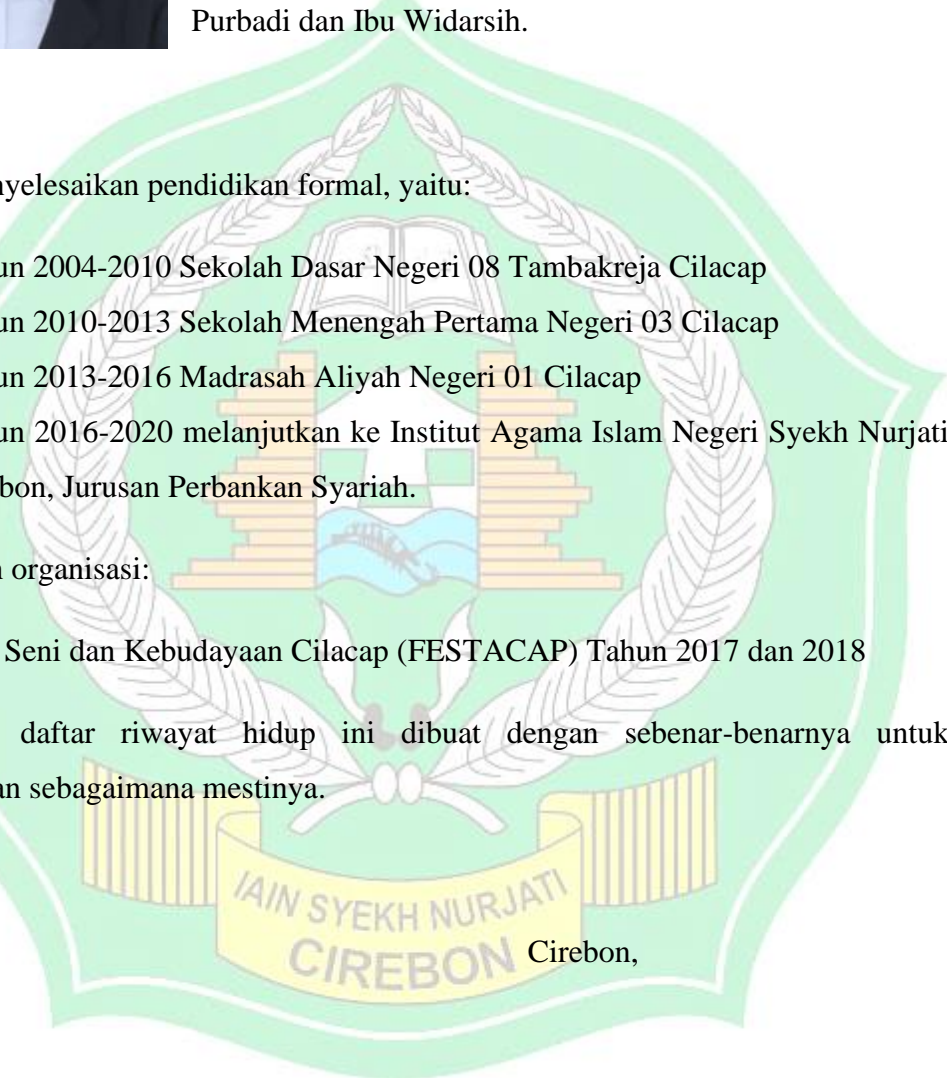 Purbadi dan Ibu Widarsih.
nyelesaikan pendidikan formal, yaitu:
un 2004-2010 Sekolah Dasar Negeri 08 Tambakreja Cilacap
un 2010-2013 Sekolah Menengah Pertama Negeri 03 Cilacap
un 2013-2016 Madrasah Aliyah Negeri 01 Cilacap
un 2016-2020 melanjutkan ke Institut Agama Islam Negeri Syekh Nurjati
bon, Jurusan Perbankan Syariah.
n organisasi:
Seni dan Kebudayaan Cilacap (FESTACAP) Tahun 2017 dan 2018
daftar riwayat hidup ini dibuat dengan sebenar-benarnya untuk
an sebagaimana mestinya.
IAIN SYEKH NURJATI
CIREBON
Cirebon,